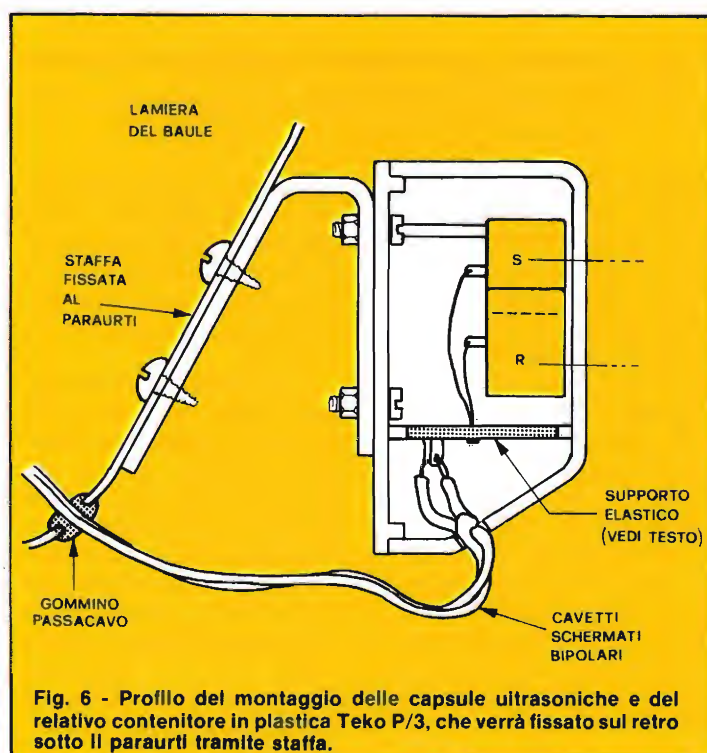 LAMIERA
DEL BAULE
STAFFA
FISSATA
AL
PARAURTI
S
R
SUPPORTO
ELASTICO
(VEDI TESTO)
GOMMINO
PASSACAVO
CAVETTI
SCHERMATI
BIPOLARI
Fig. 6 - Profilo del montaggio delle capsule ultrasoniche e del
relativo contenitore in plastica Teko P/3, che verrà fissato sul retro
sotto il paraurti tramite staffa.